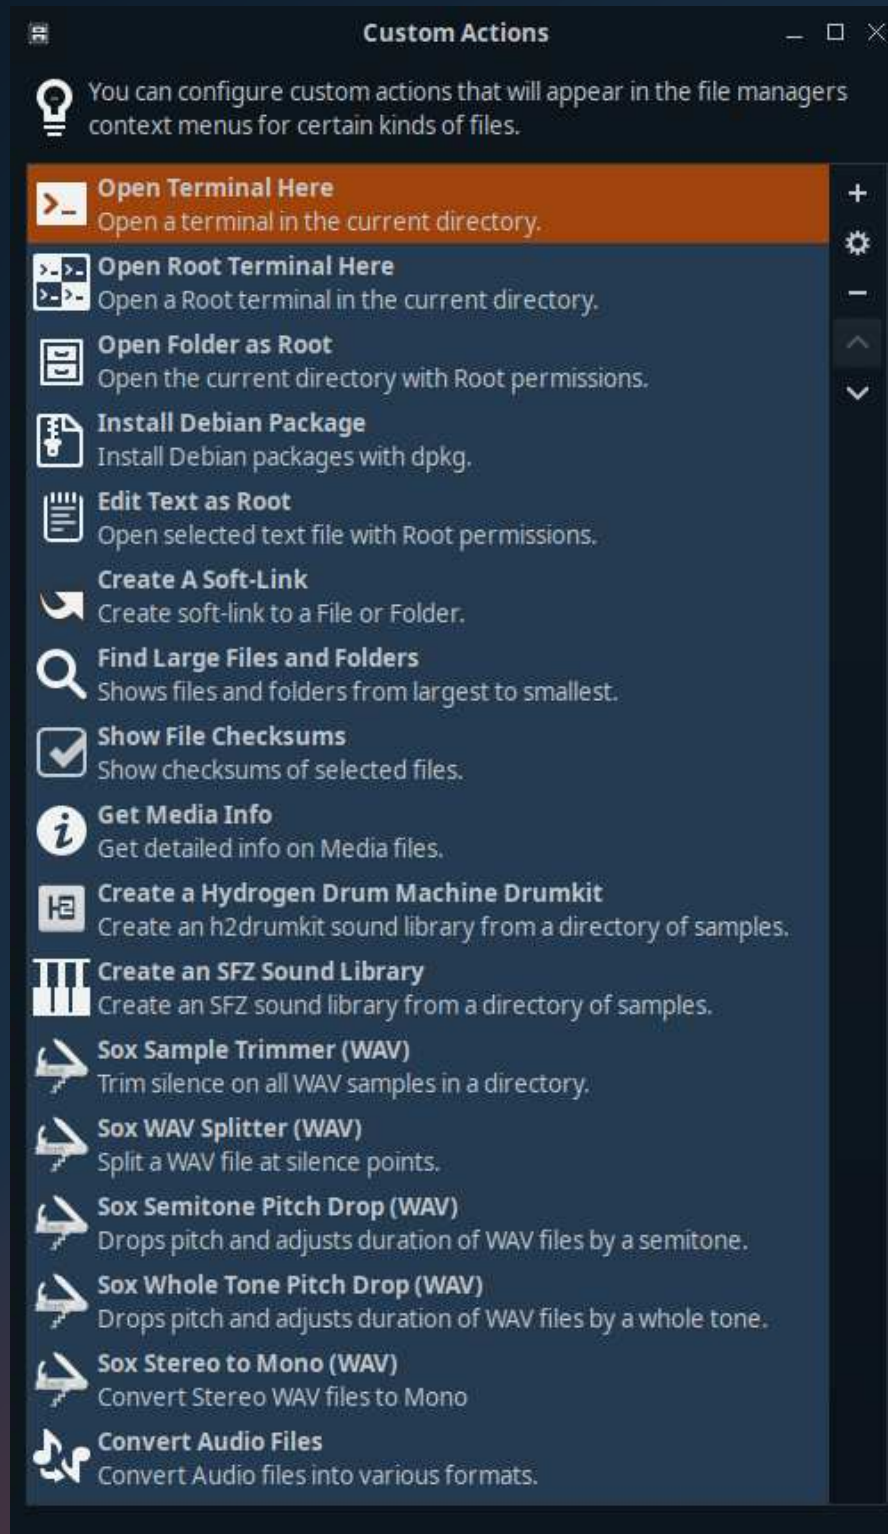 Custom Actions
You can configure custom actions that will appear in the file managers
context menus for certain kinds of files.
Open Terminal Here
Open a terminal in the current directory.
Open Root Terminal Here
Open a Root terminal in the current directory.
Open Folder as Root
Open the current directory with Root permissions.
Install Debian Package
Install Debian packages with dpkg.
Edit Text as Root
Open selected text file with Root permissions.
Create A Soft-Link
Create soft-link to a File or Folder.
Find Large Files and Folders
Shows files and folders from largest to smallest.
Show File Checksums
Show checksums of selected files.
Get Media Info
Get detailed info on Media files.
Create a Hydrogen Drum Machine Drumkit
Create an h2drumkit sound library from a directory of samples.
Create an SFZ Sound Library
Create an SFZ sound library from a directory of samples.
Sox Sample Trimmer (WAV)
Trim silence on all WAV samples in a directory.
Sox WAV Splitter (WAV)
Split a WAV file at silence points.
Sox Semitone Pitch Drop (WAV)
Drops pitch and adjusts duration of WAV files by a semitone.
Sox Whole Tone Pitch Drop (WAV)
Drops pitch and adjusts duration of WAV files by a whole tone.
Sox Stereo to Mono (WAV)
Convert Stereo WAV files to Mono
Convert Audio Files
Convert Audio files into various formats.